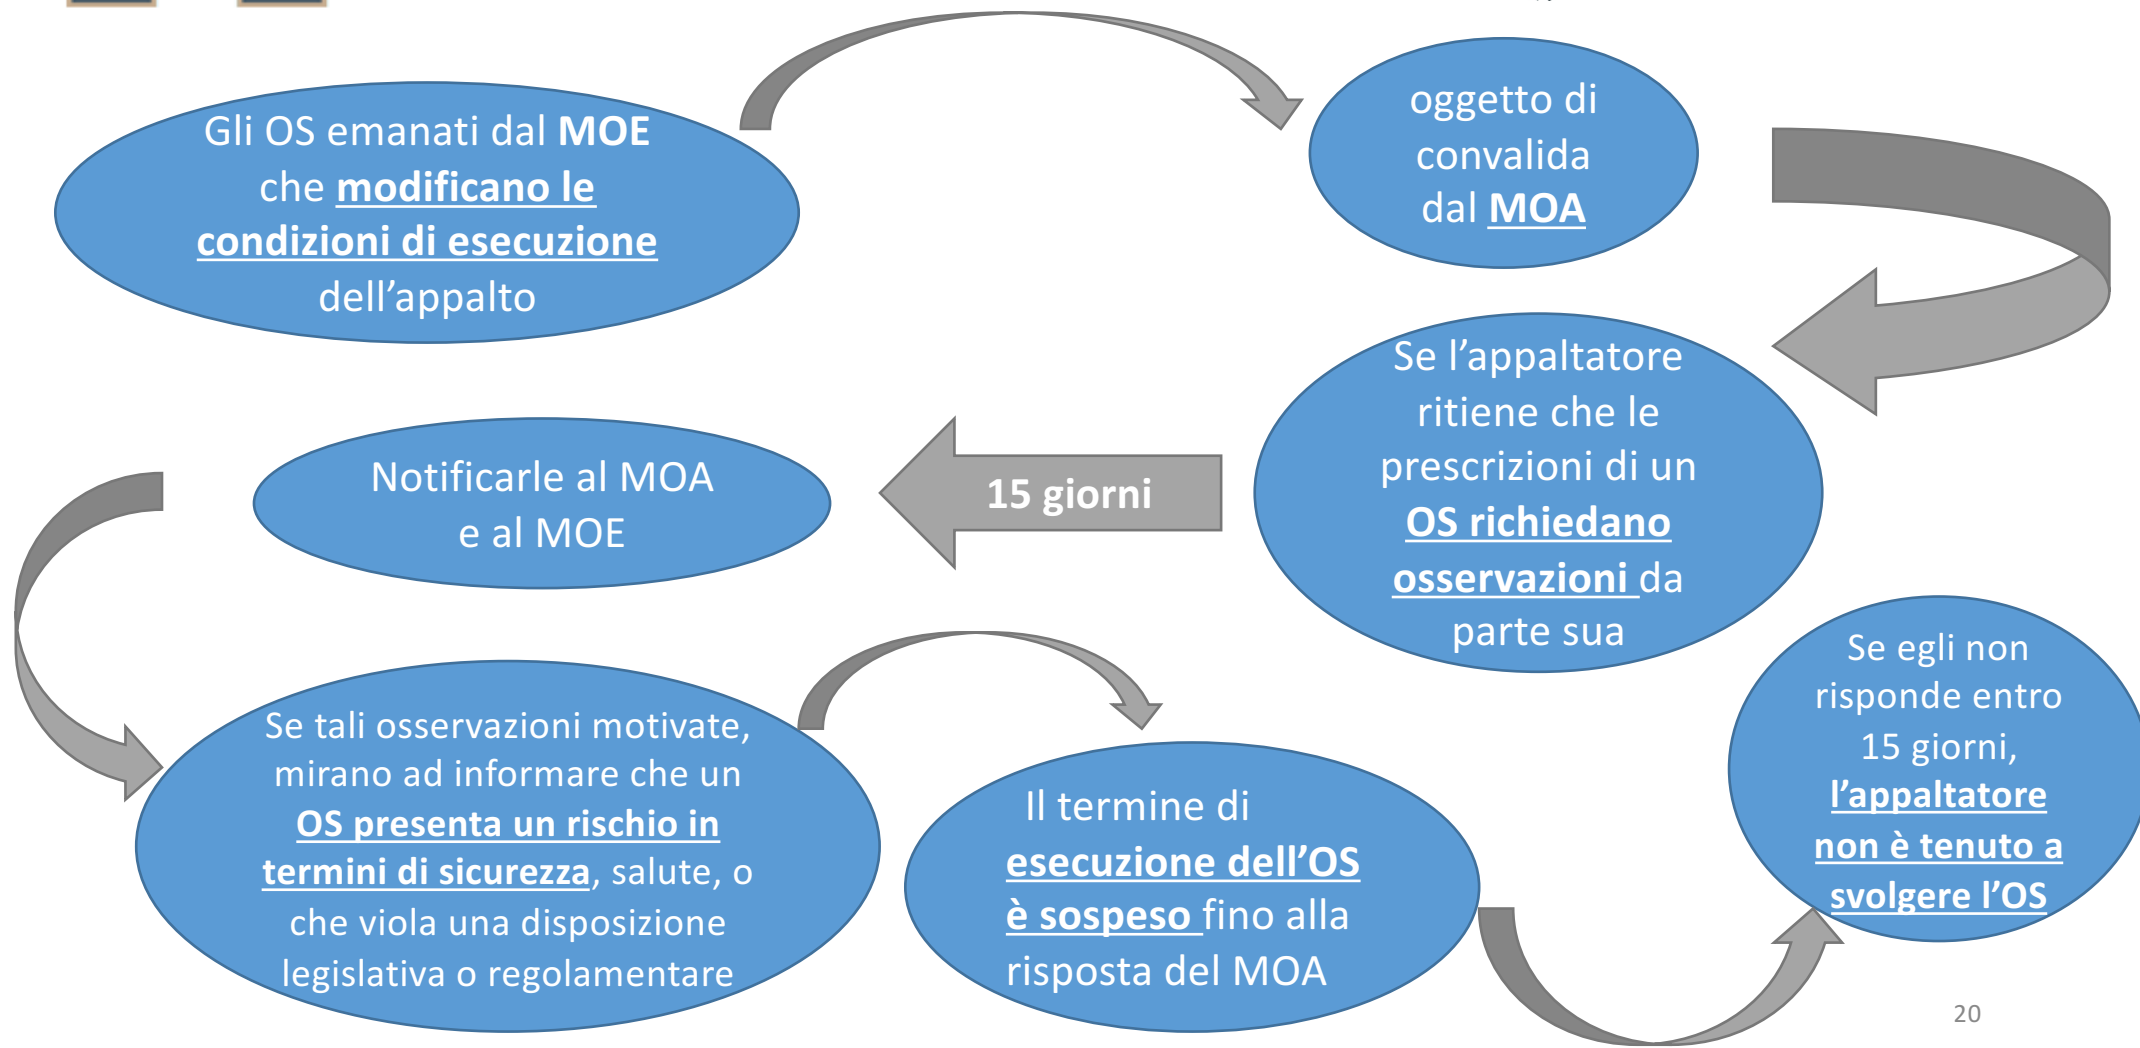 Gli OS emanati dal MOE
che modificano le
condizioni di esecuzione
dell’appalto
oggetto di
convalida
dal MOA
Se l’appaltatore
ritiene che le
prescrizioni di un
OS richiedano
osservazioni da
parte sua
15 giorni
Notificarle al MOA
e al MOE
Se tali osservazioni motivate,
mirano ad informare che un
OS presenta un rischio in
termini di sicurezza, salute, o
che viola una disposizione
legislativa o regolamentare
Il termine di
esecuzione dell’OS
è sospeso fino alla
risposta del MOA
Se egli non
risponde entro
15 giorni,
l’appaltatore
non è tenuto a
svolgere l’OS
20